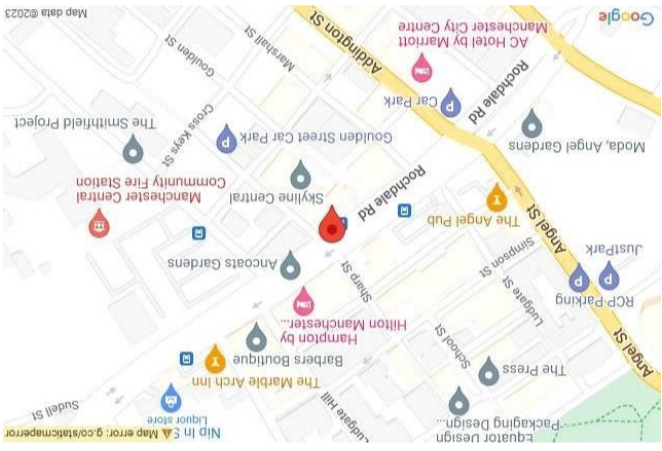 Map error: g.co/staticmaperror
Nip In S
Liquor store
Sudell St
Equator Design
Packaging Design...
Ludgate Hill
The Marble Arch Inn
Barbers Boutique
The Press
School St
Hampton by
Hilton Manchester...
Angel St
RCP Parking
JustPark
Ludgate St
Simpson St
Sharp St
Ancoats Gardens
Angel St
The Angel Pub
Rochdale Rd
Skyline Central
Manchester Central
Community Fire Station
Moda, Angel Gardens
Goulden Street Car Park
Cross Keys St
The Smithfield Project
Car Park
Rochdale Rd
Addington St
AC Hotel by Marriott
Manchester City Centre
Marshall St
Goulden St
Google
Map data ©2023